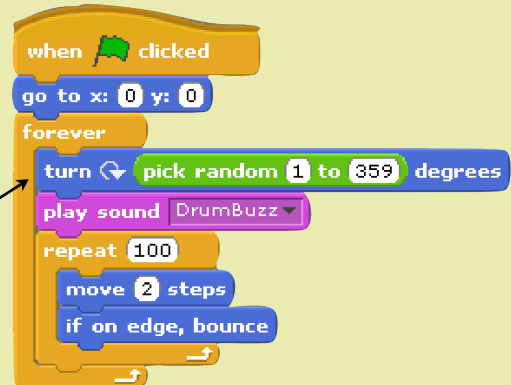 when clicked
go to x: 0 y: 0
forever
turn pick random 1 to 359 degrees
play sound DrumBuzz
repeat 100
move 2 steps
if on edge, bounce